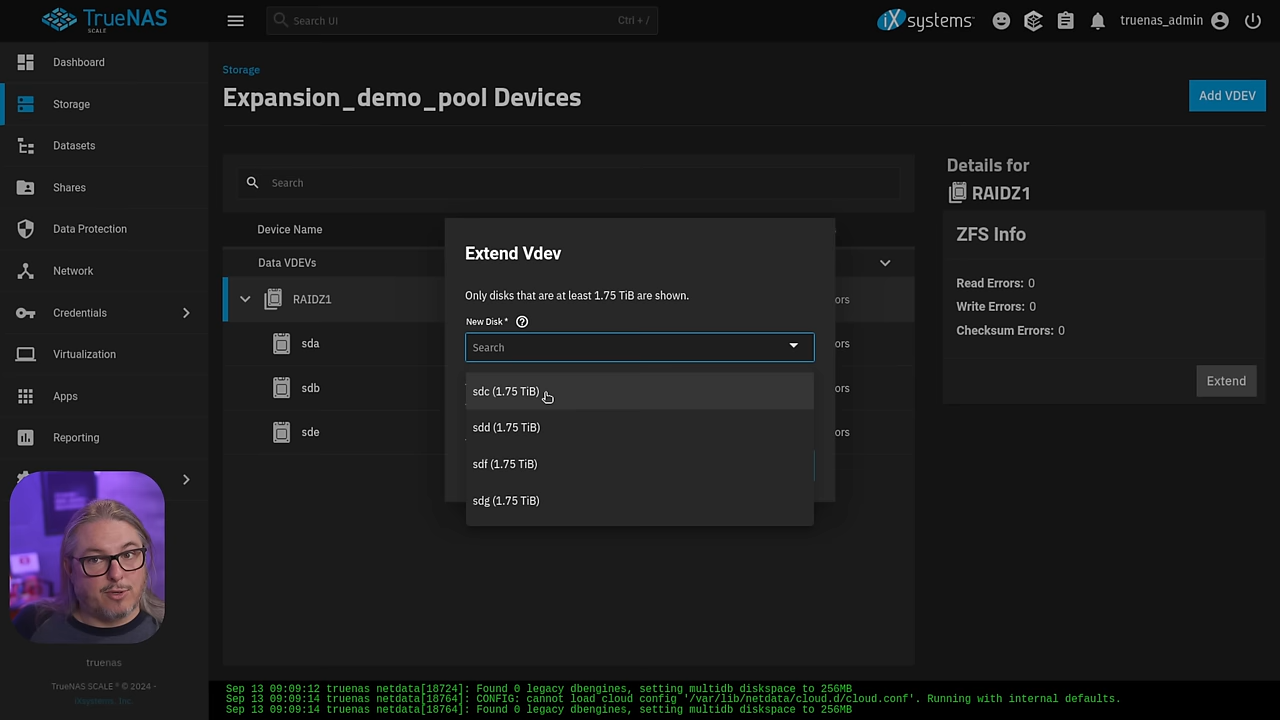 TrueNAS
SCALE
Search UI
Ctrl + /
iXsystems
truenas_admin
Dashboard
Storage
Datasets
Shares
Data Protection
Network
Credentials
Virtualization
Apps
Reporting
truenas
TrueNAS SCALE ® © 2024 -
iXsystems, Inc.
Storage
Expansion_demo_pool Devices
Add VDEV
Search
Device Name
Data VDEVs
RAIDZ1
ors
sda
ors
sdb
ors
sde
ors
Extend Vdev
Only disks that are at least 1.75 TiB are shown.
New Disk *
Search
sdc (1.75 TiB)
sdd (1.75 TiB)
sdf (1.75 TiB)
sdg (1.75 TiB)
Details for
RAIDZ1
ZFS Info
Read Errors: 0
Write Errors: 0
Checksum Errors: 0
Extend
Sep 13 09:09:12 truenas netdata[18724]: Found 0 legacy dbengines, setting multidb diskspace to 256MB
Sep 13 09:09:14 truenas netdata[18764]: CONFIG: cannot load cloud config '/var/lib/netdata/cloud.d/cloud.conf'. Running with internal defaults.
Sep 13 09:09:14 truenas netdata[18764]: Found 0 legacy dbengines, setting multidb diskspace to 256MB